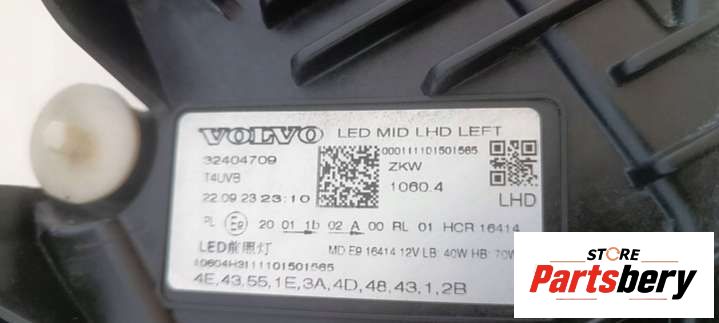 VOLVO LED MID LHD LEFT
32404709
000111101501565
T4UVB
ZKW
22.09.23 23:10
1060.4
LHD
PL E9 20 01 1b 02 A 00 RL 01 HCR 16414
LED前照灯 MD E9 16414 12V LB: 40W HB: 70W
10604H3111101501565
4E,43,55,1E,3A,4D,48,43,1,2B
STORE
Partsbery